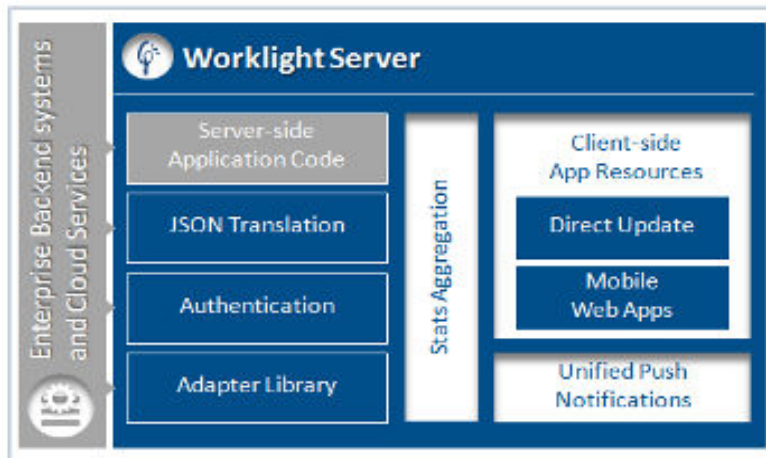 Enterprise Backend systems
and Cloud Services
Worklight Server
Server-side
Application Code
JSON Translation
Authentication
Adapter Library
Stats Aggregation
Client-side
App Resources
Direct Update
Mobile
Web Apps
Unified Push
Notifications